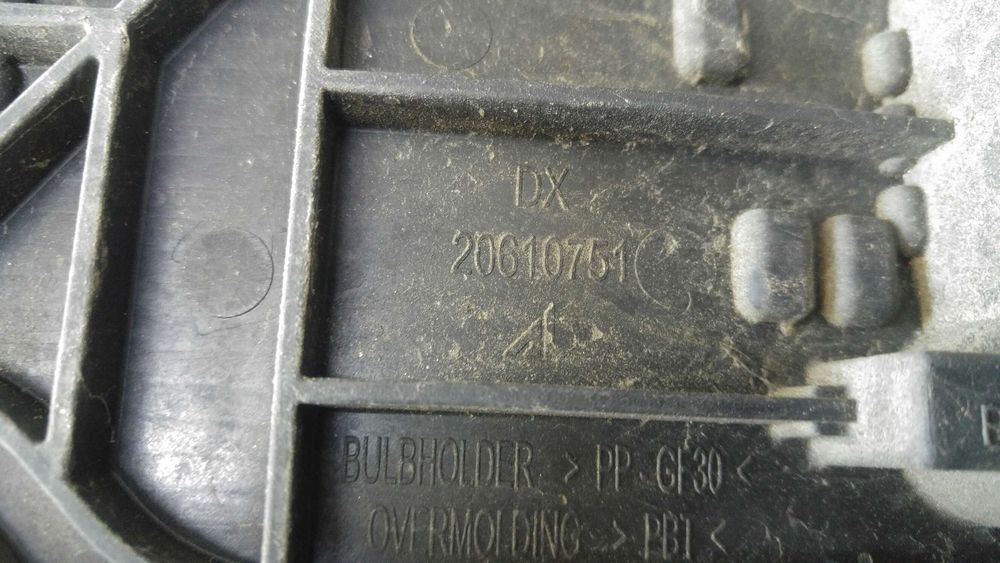 DX
20610751
BULBHOLDER >PP GF30<
OVERMOLDING >PBT<